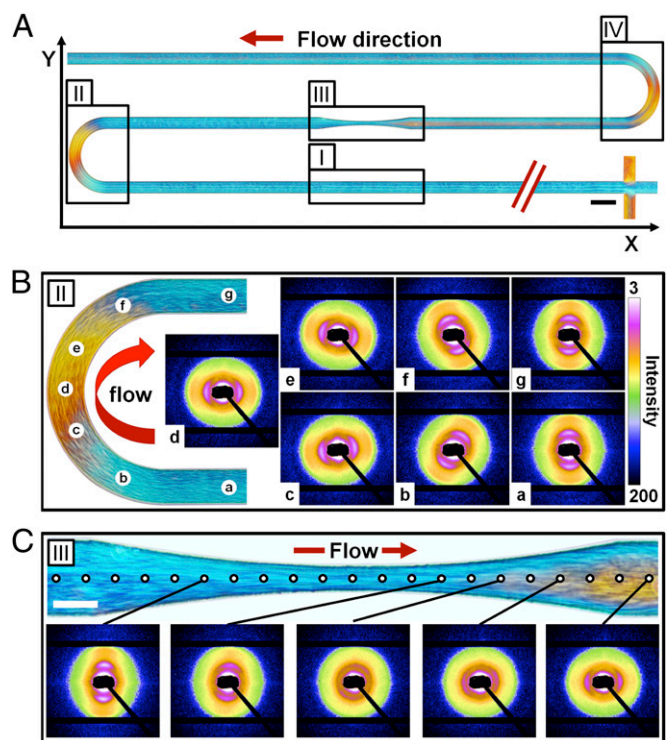 A
Flow direction
Y
IV
II
III
I
X
B
II
g
f
e
d
c
b
a
flow
d
e
f
g
c
b
a
3
Intensity
200
C
III
Flow